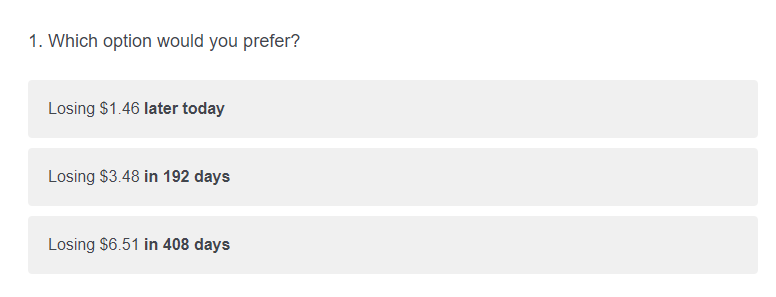 1. Which option would you prefer?
Losing $1.46 later today
Losing $3.48 in 192 days
Losing $6.51 in 408 days